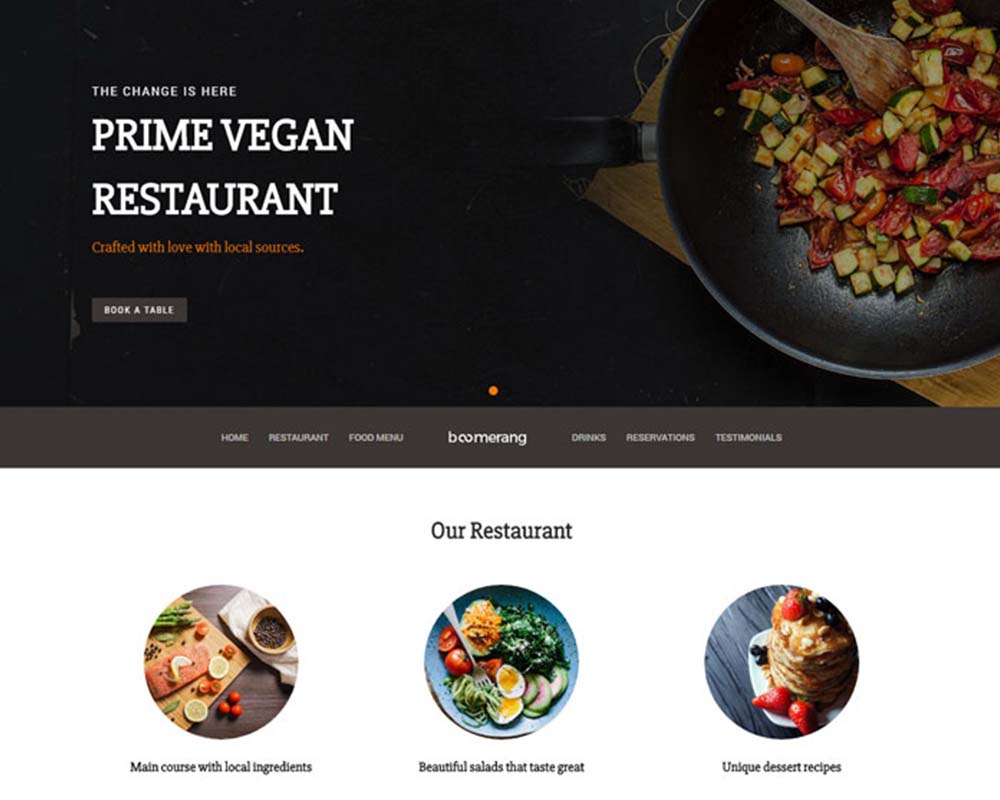 THE CHANGE IS HERE
PRIME VEGAN
RESTAURANT
Crafted with love with local sources.
BOOK A TABLE
HOME RESTAURANT FOOD MENU boomerang DRINKS RESERVATIONS TESTIMONIALS
Our Restaurant
Main course with local ingredients Beautiful salads that taste great Unique dessert recipes